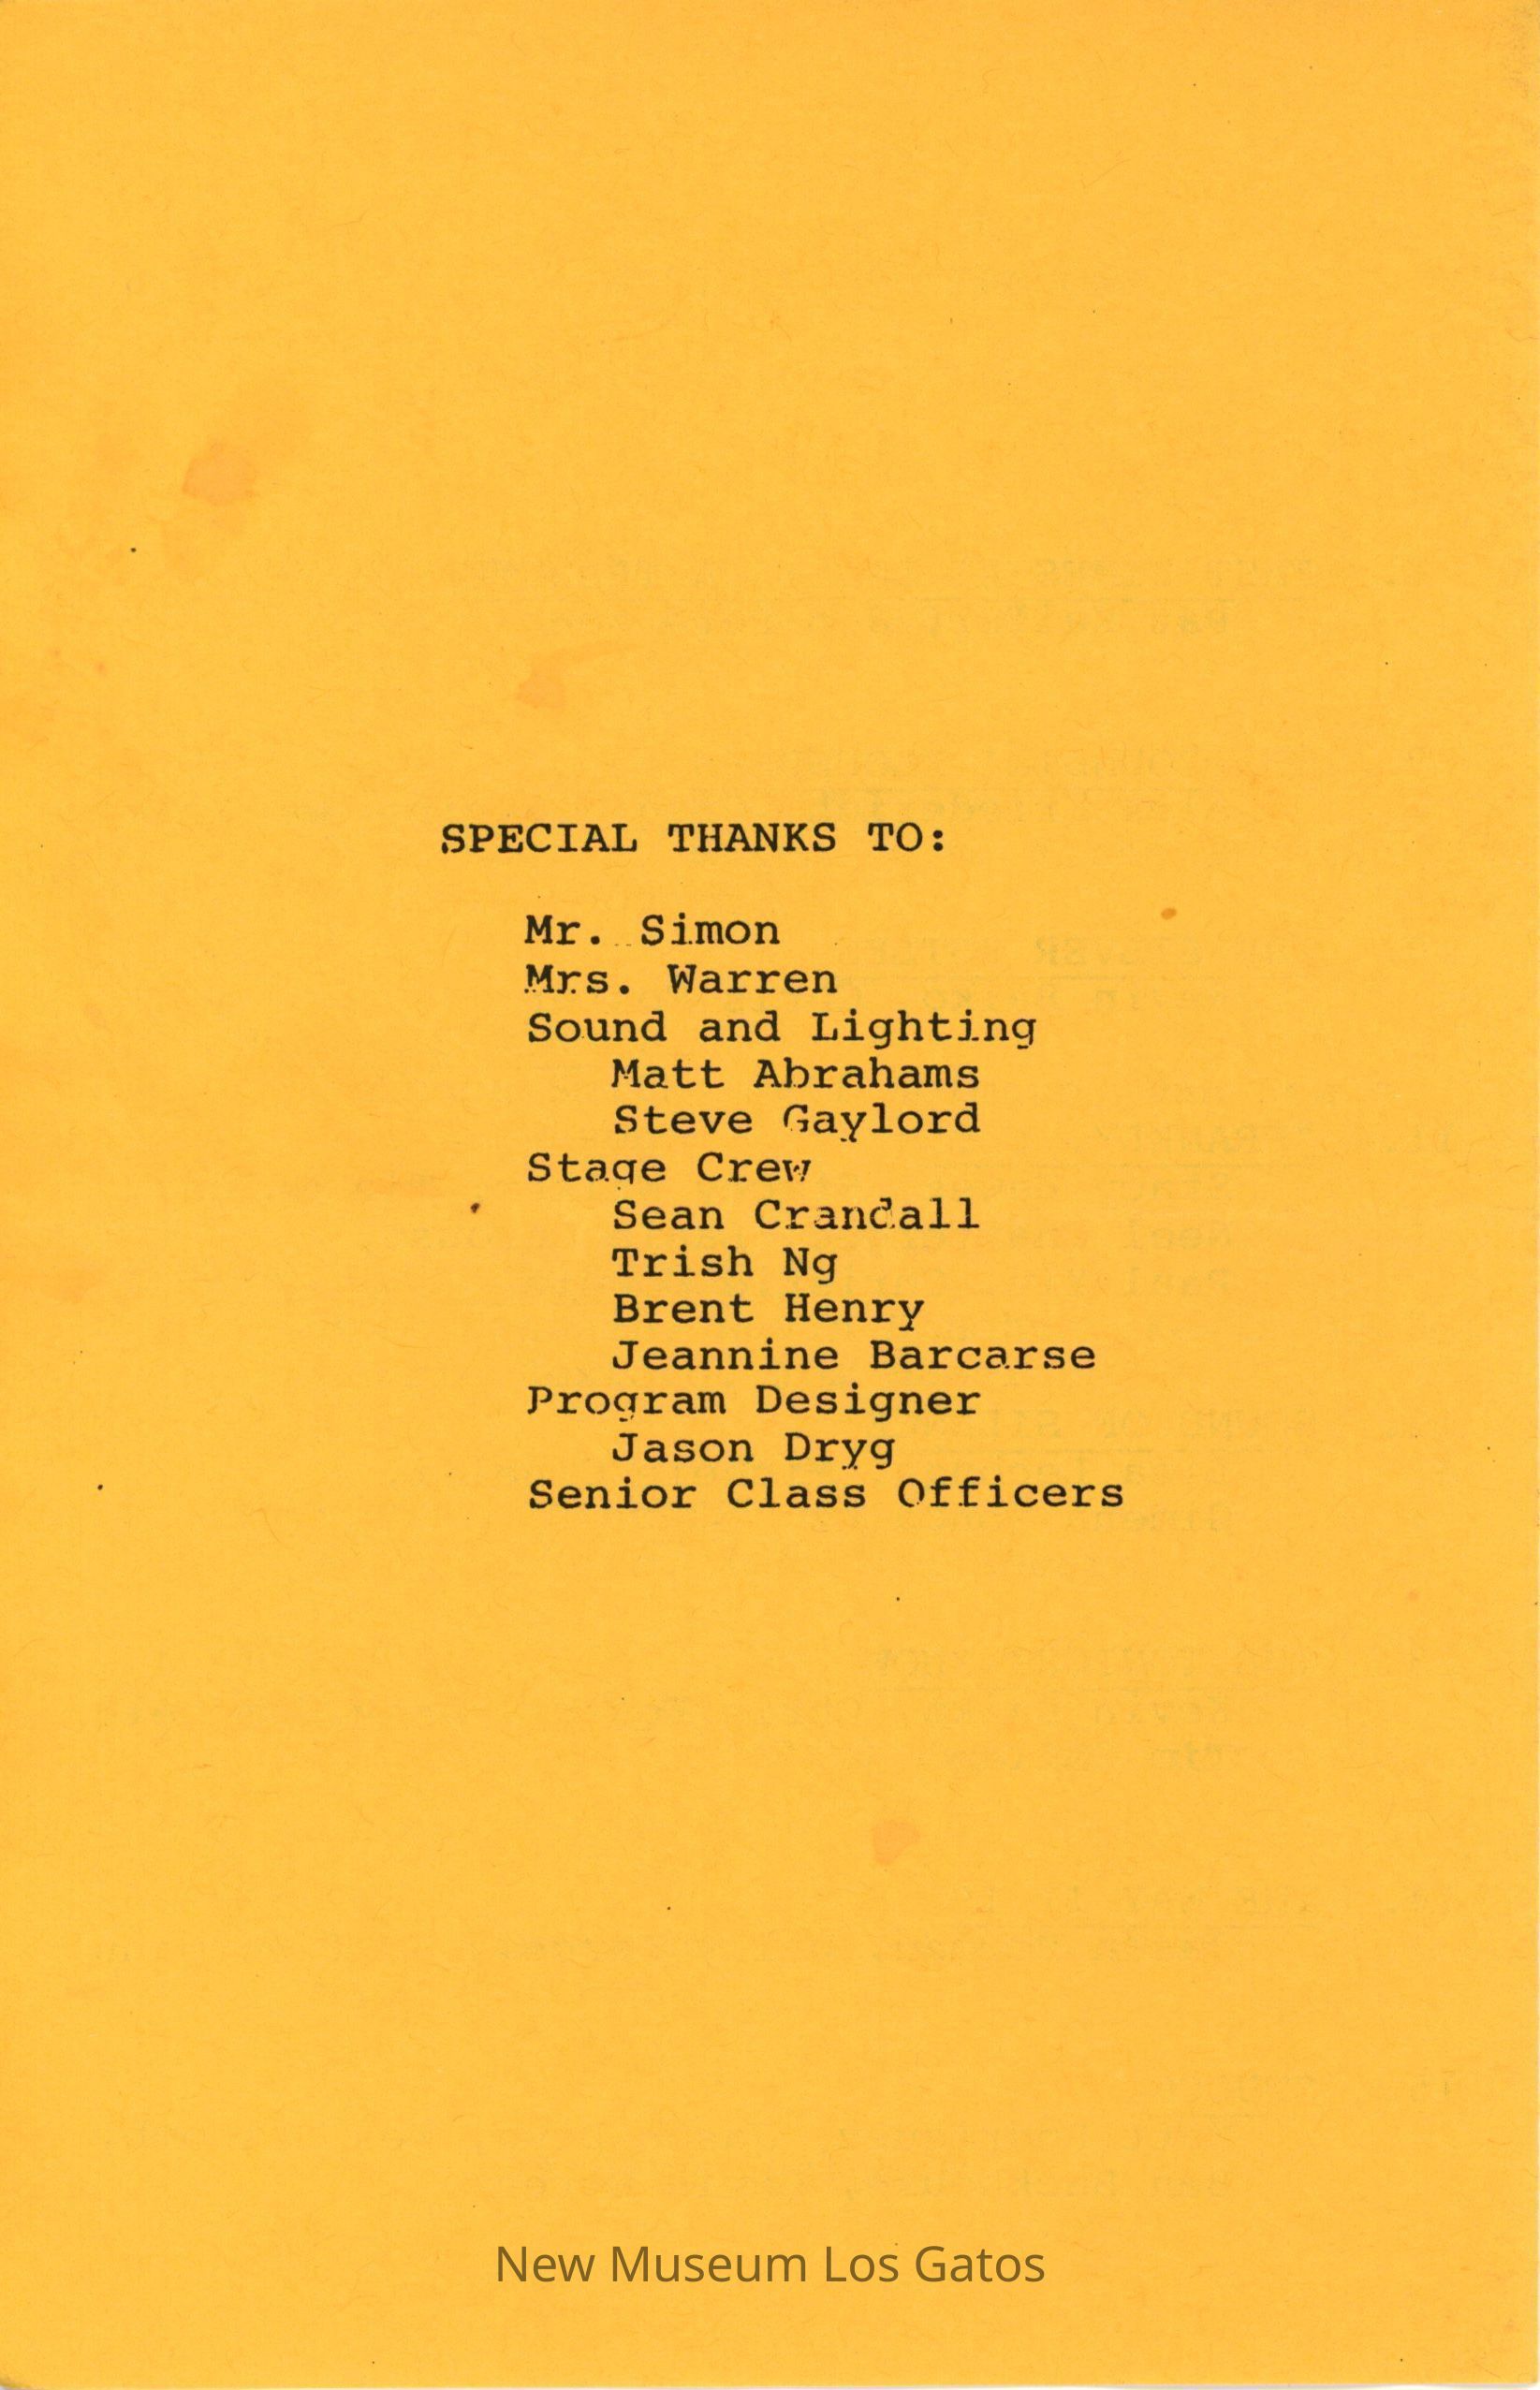 SPECIAL THANKS TO:
Mr. Simon
Mrs. Warren
Sound and Lighting
Matt Abrahams
Steve Gaylord
Stage Crew
Sean Crandall
Trish Ng
Brent Henry
Jeannine Barcarse
Program Designer
Jason Dryg
Senior Class Officers
New Museum Los Gatos